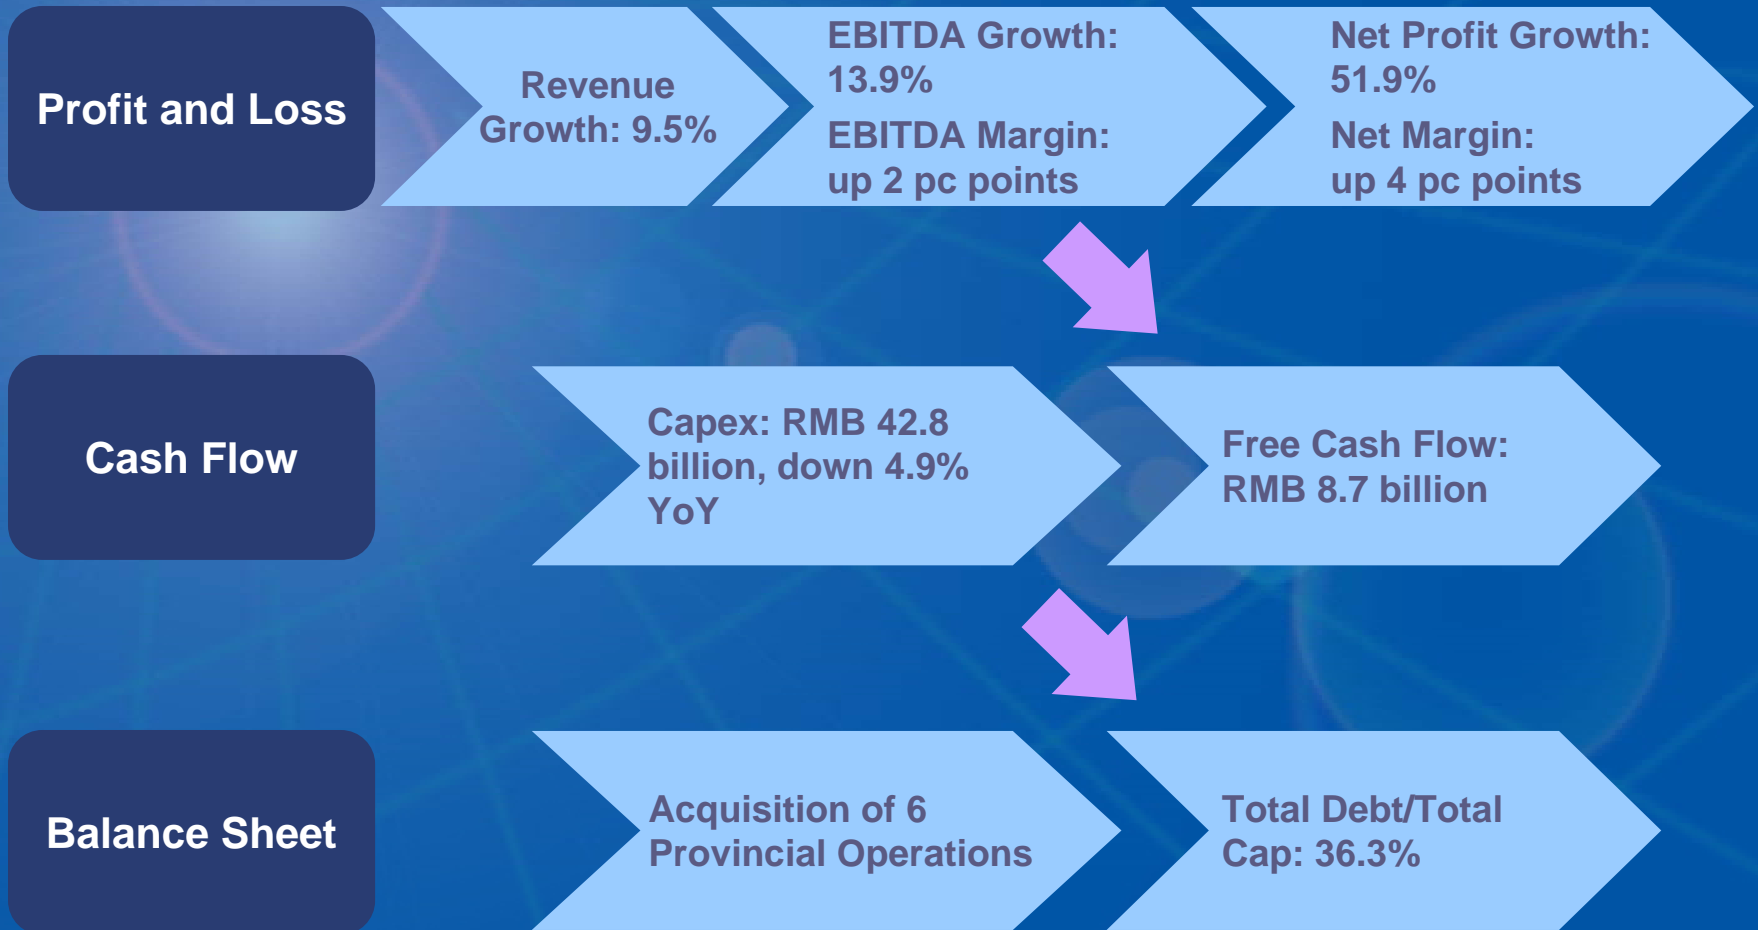 Profit and Loss
Revenue
Growth: 9.5%
EBITDA Growth:
13.9%
EBITDA Margin:
up 2 pc points
Net Profit Growth:
51.9%
Net Margin:
up 4 pc points
Cash Flow
Capex: RMB 42.8
billion, down 4.9%
YoY
Free Cash Flow:
RMB 8.7 billion
Balance Sheet
Acquisition of 6
Provincial Operations
Total Debt/Total
Cap: 36.3%